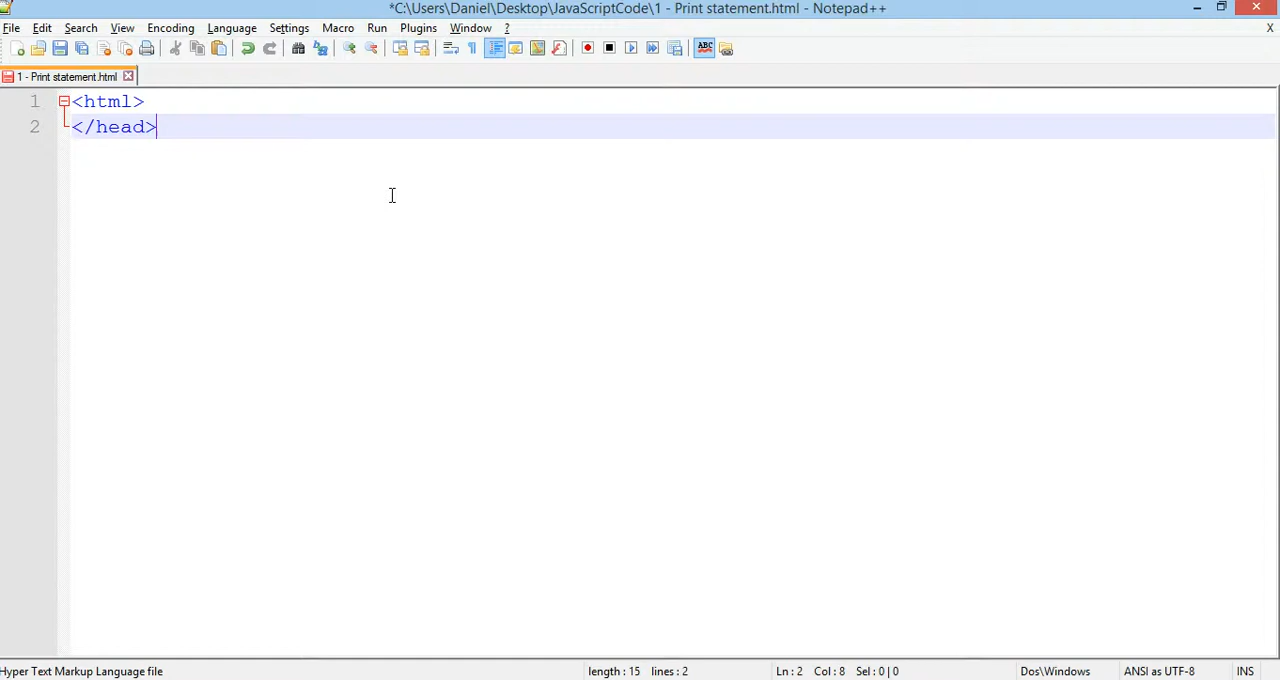 *C:\Users\Daniel\Desktop\JavaScriptCode\1 - Print statement.html - Notepad++
File Edit Search View Encoding Language Settings Macro Run Plugins Window ? X
ABC
1 - Print statement.html
1 <html>
2 </head>
Hyper Text Markup Language file length : 15 lines : 2 Ln : 2 Col : 8 Sel : 0 | 0 Dos\Windows ANSI as UTF-8 INS